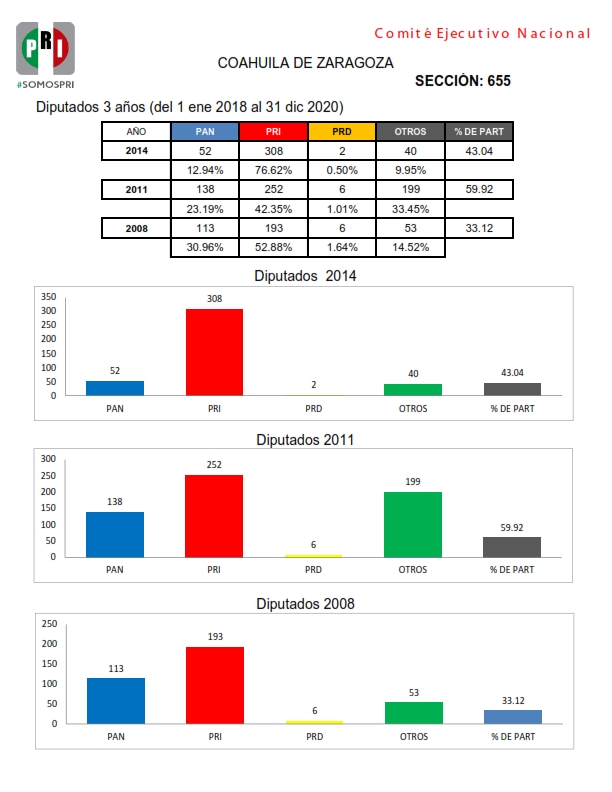 PRI
#SOMOSPRI
Comité Ejecutivo Nacional
COAHUILA DE ZARAGOZA
SECCIÓN: 655
Diputados 3 años (del 1 ene 2018 al 31 dic 2020)
AÑO PAN PRI PRD OTROS % DE PART
2014 52 308 2 40 43.04
12.94% 76.62% 0.50% 9.95%
2011 138 252 6 199 59.92
23.19% 42.35% 1.01% 33.45%
2008 113 193 6 53 33.12
30.96% 52.88% 1.64% 14.52%
Diputados 2014
350
300
250
200
150
100
50
0
52 308 2 40 43.04
PAN PRI PRD OTROS % DE PART
Diputados 2011
300
250
200
150
100
50
0
138 252 6 199 59.92
PAN PRI PRD OTROS % DE PART
Diputados 2008
250
200
150
100
50
0
113 193 6 53 33.12
PAN PRI PRD OTROS % DE PART